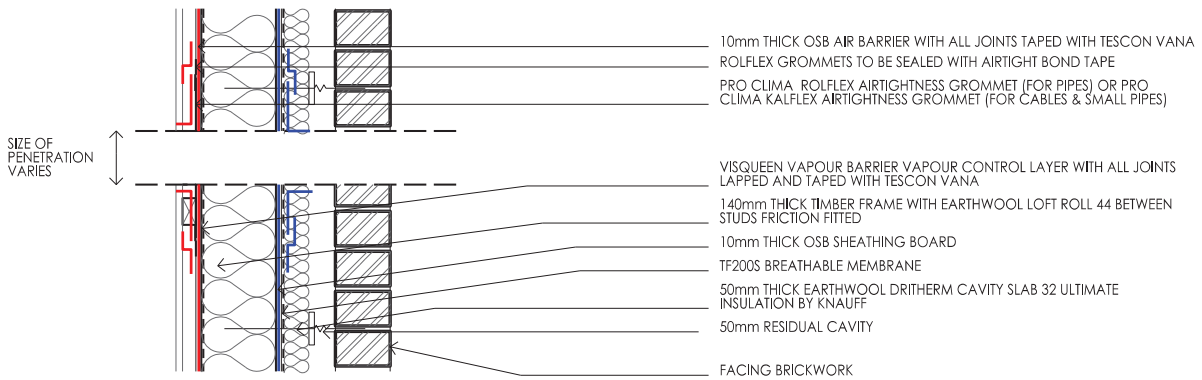 10mm THICK OSB AIR BARRIER WITH ALL JOINTS TAPED WITH TESCON VANA
ROLFLEX GROMMETS TO BE SEALED WITH AIRTIGHT BOND TAPE
PRO CLIMA ROLFLEX AIRTIGHTNESS GROMMET (FOR PIPES) OR PRO
CLIMA KALFLEX AIRTIGHTNESS GROMMET (FOR CABLES & SMALL PIPES)
SIZE OF
PENETRATION
VARIES
VISQUEEN VAPOUR BARRIER VAPOUR CONTROL LAYER WITH ALL JOINTS
LAPPED AND TAPED WITH TESCON VANA
140mm THICK TIMBER FRAME WITH EARTHWOOL LOFT ROLL 44 BETWEEN
STUDS FRICTION FITTED
10mm THICK OSB SHEATHING BOARD
TF200S BREATHABLE MEMBRANE
50mm THICK EARTHWOOL DRITHERM CAVITY SLAB 32 ULTIMATE
INSULATION BY KNAUFF
50mm RESIDUAL CAVITY
FACING BRICKWORK